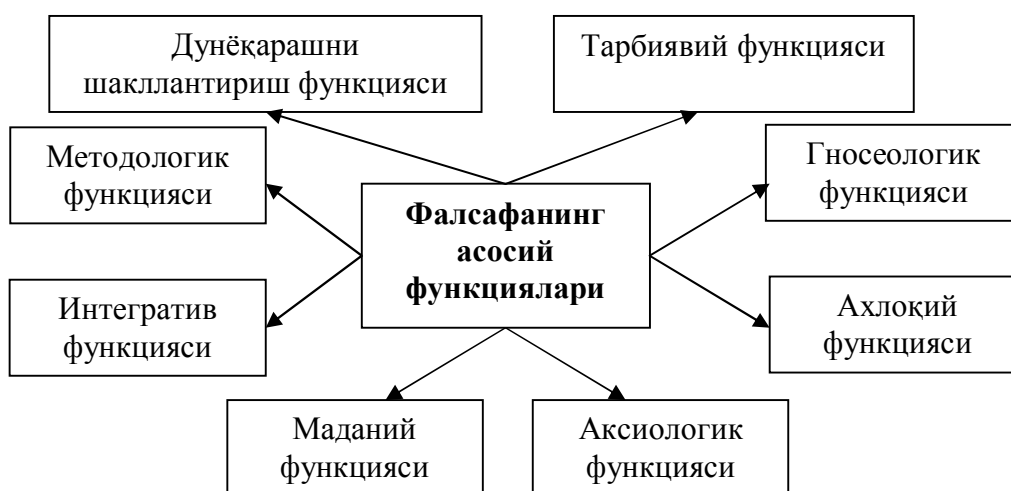 Дунёқарашни
шакллантириш функцияси
Тарбиявий функцияси
Методологик
функцияси
Гносеологик
функцияси
Фалсафанинг
асосий
функциялари
Интегратив
функцияси
Ахлоқий
функцияси
Маданий
функцияси
Аксиологик
функцияси